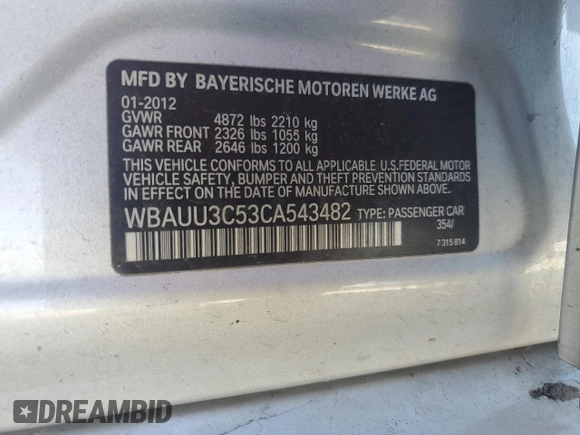 MFD BY BAYERISCHE MOTOREN WERKE AG
01-2012
GVWR 4872 lbs 2210 kg
GAWR FRONT 2326 lbs 1055 kg
GAWR REAR 2646 lbs 1200 kg
THIS VEHICLE CONFORMS TO ALL APPLICABLE U.S.FEDERAL MOTOR
VEHICLE SAFETY, BUMPER AND THEFT PREVENTION STANDARDS
IN EFFECT ON THE DATE OF MANUFACTURE SHOWN ABOVE.
WBAUU3C53CA543482 TYPE: PASSENGER CAR
354/
7 315 814
DREAMBID